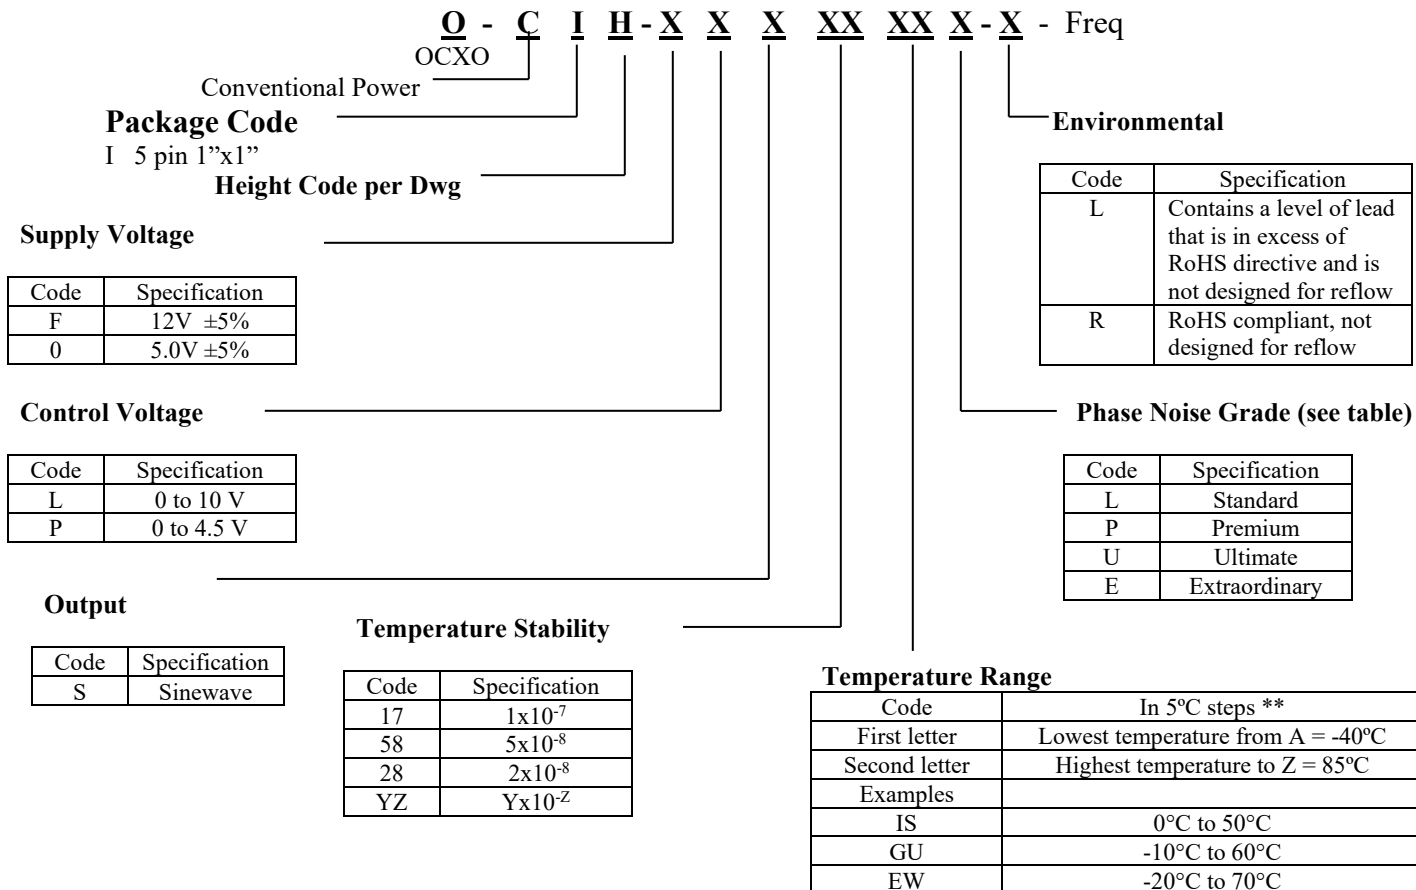 O - C I H - X X X XX XX X - X - Freq
OCXO
Conventional Power
Package Code
I 5 pin 1”x1”
Height Code per Dwg
Supply Voltage
Code Specification
F 12V ±5%
0 5.0V ±5%
Control Voltage
Code Specification
L 0 to 10 V
P 0 to 4.5 V
Output
Code Specification
S Sinewave
Temperature Stability
Code Specification
17 1x10-7
58 5x10-8
28 2x10-8
YZ Yx10-Z
Environmental
Code Specification
L Contains a level of lead
that is in excess of
RoHS directive and is
not designed for reflow
R RoHS compliant, not
designed for reflow
Phase Noise Grade (see table)
Code Specification
L Standard
P Premium
U Ultimate
E Extraordinary
Temperature Range
Code In 5ºC steps **
First letter Lowest temperature from A = -40ºC
Second letter Highest temperature to Z = 85ºC
Examples
IS 0°C to 50°C
GU -10°C to 60°C
EW -20°C to 70°C